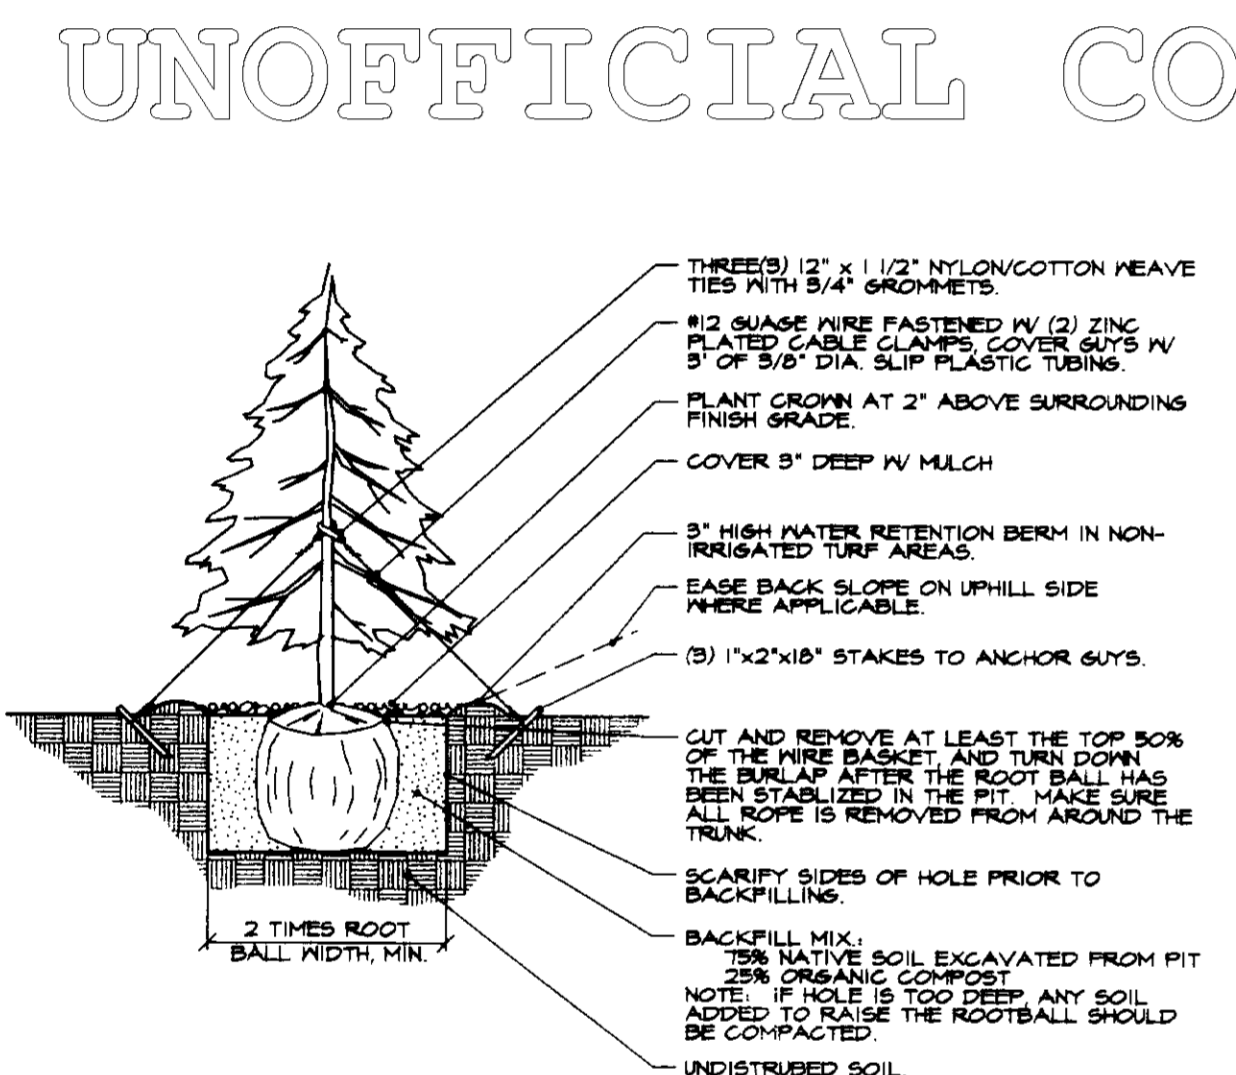 UNOFFICIAL CO
THREE(3) 12" x 1 1/2" NYLON/COTTON WEAVE
TIES WITH 3/4" GROMMETS.
#12 GUAGE WIRE FASTENED W/ (2) ZINC
PLATED CABLE CLAMPS, COVER GUYS W/
3' OF 3/8" DIA. SLIP PLASTIC TUBING.
PLANT CROWN AT 2" ABOVE SURROUNDING
FINISH GRADE.
COVER 3" DEEP W/ MULCH
3" HIGH WATER RETENTION BERM IN NON-
IRRIGATED TURF AREAS.
EASE BACK SLOPE ON UPHILL SIDE
WHERE APPLICABLE.
(3) 1"x2"x18" STAKES TO ANCHOR GUYS.
CUT AND REMOVE AT LEAST THE TOP 50%
OF THE WIRE BASKET, AND TURN DOWN
THE BURLAP AFTER THE ROOT BALL HAS
BEEN STABLIZED IN THE PIT. MAKE SURE
ALL ROPE IS REMOVED FROM AROUND THE
TRUNK.
SCARIFY SIDES OF HOLE PRIOR TO
BACKFILLING.
2 TIMES ROOT
BALL WIDTH, MIN.
BACKFILL MIX.:
75% NATIVE SOIL EXCAVATED FROM PIT
25% ORGANIC COMPOST
NOTE: IF HOLE IS TOO DEEP, ANY SOIL
ADDED TO RAISE THE ROOTBALL SHOULD
BE COMPACTED.
UNDISTRUBED SOIL.